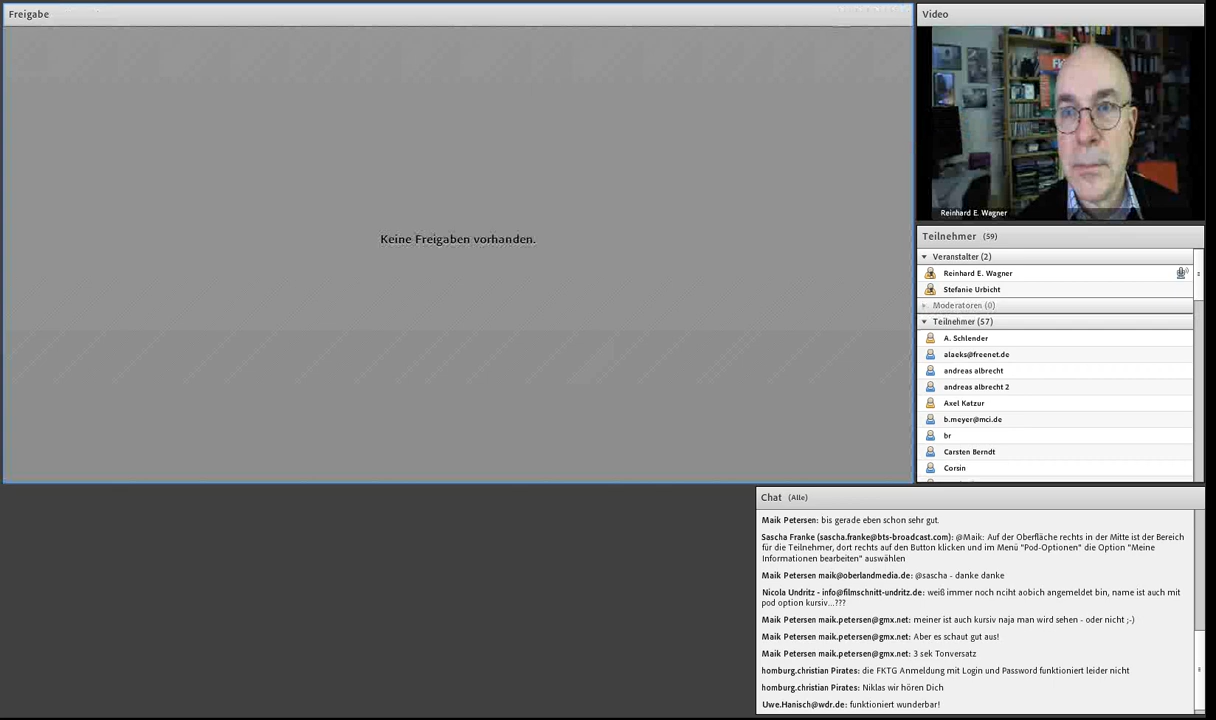 Freigabe
Keine Freigaben vorhanden.
Video
Reinhard E. Wagner
Teilnehmer (59)
Veranstalter (2)
Reinhard E. Wagner
Stefanie Urbicht
Moderatoren (0)
Teilnehmer (57)
A. Schlender
alaeks@freenet.de
andreas albrecht
andreas albrecht 2
Axel Katzur
b.meyer@mci.de
br
Carsten Berndt
Corsin
Chat (Alle)
Maik Petersen: bis gerade eben schon sehr gut.
Sascha Franke (sascha.franke@bts-broadcast.com): @Maik: Auf der Oberfläche rechts in der Mitte ist der Bereich
für die Teilnehmer, dort rechts auf den Button klicken und im Menü "Pod-Optionen" die Option "Meine
Informationen bearbeiten" auswählen
Maik Petersen maik@oberlandmedia.de: @sascha - danke danke
Nicola Undritz - info@filmschnitt-undritz.de: weiß immer noch nciht aobich angemeldet bin, name ist auch mit
pod option kursiv...???
Maik Petersen maik.petersen@gmx.net: meiner ist auch kursiv naja man wird sehen - oder nicht ;-)
Maik Petersen maik.petersen@gmx.net: Aber es schaut gut aus!
Maik Petersen maik.petersen@gmx.net: 3 sek Tonversatz
homburg.christian Pirates: die FKTG Anmeldung mit Login und Password funktioniert leider nicht
homburg.christian Pirates: Niklas wir hören Dich
Uwe.Hanisch@wdr.de: funktioniert wunderbar!